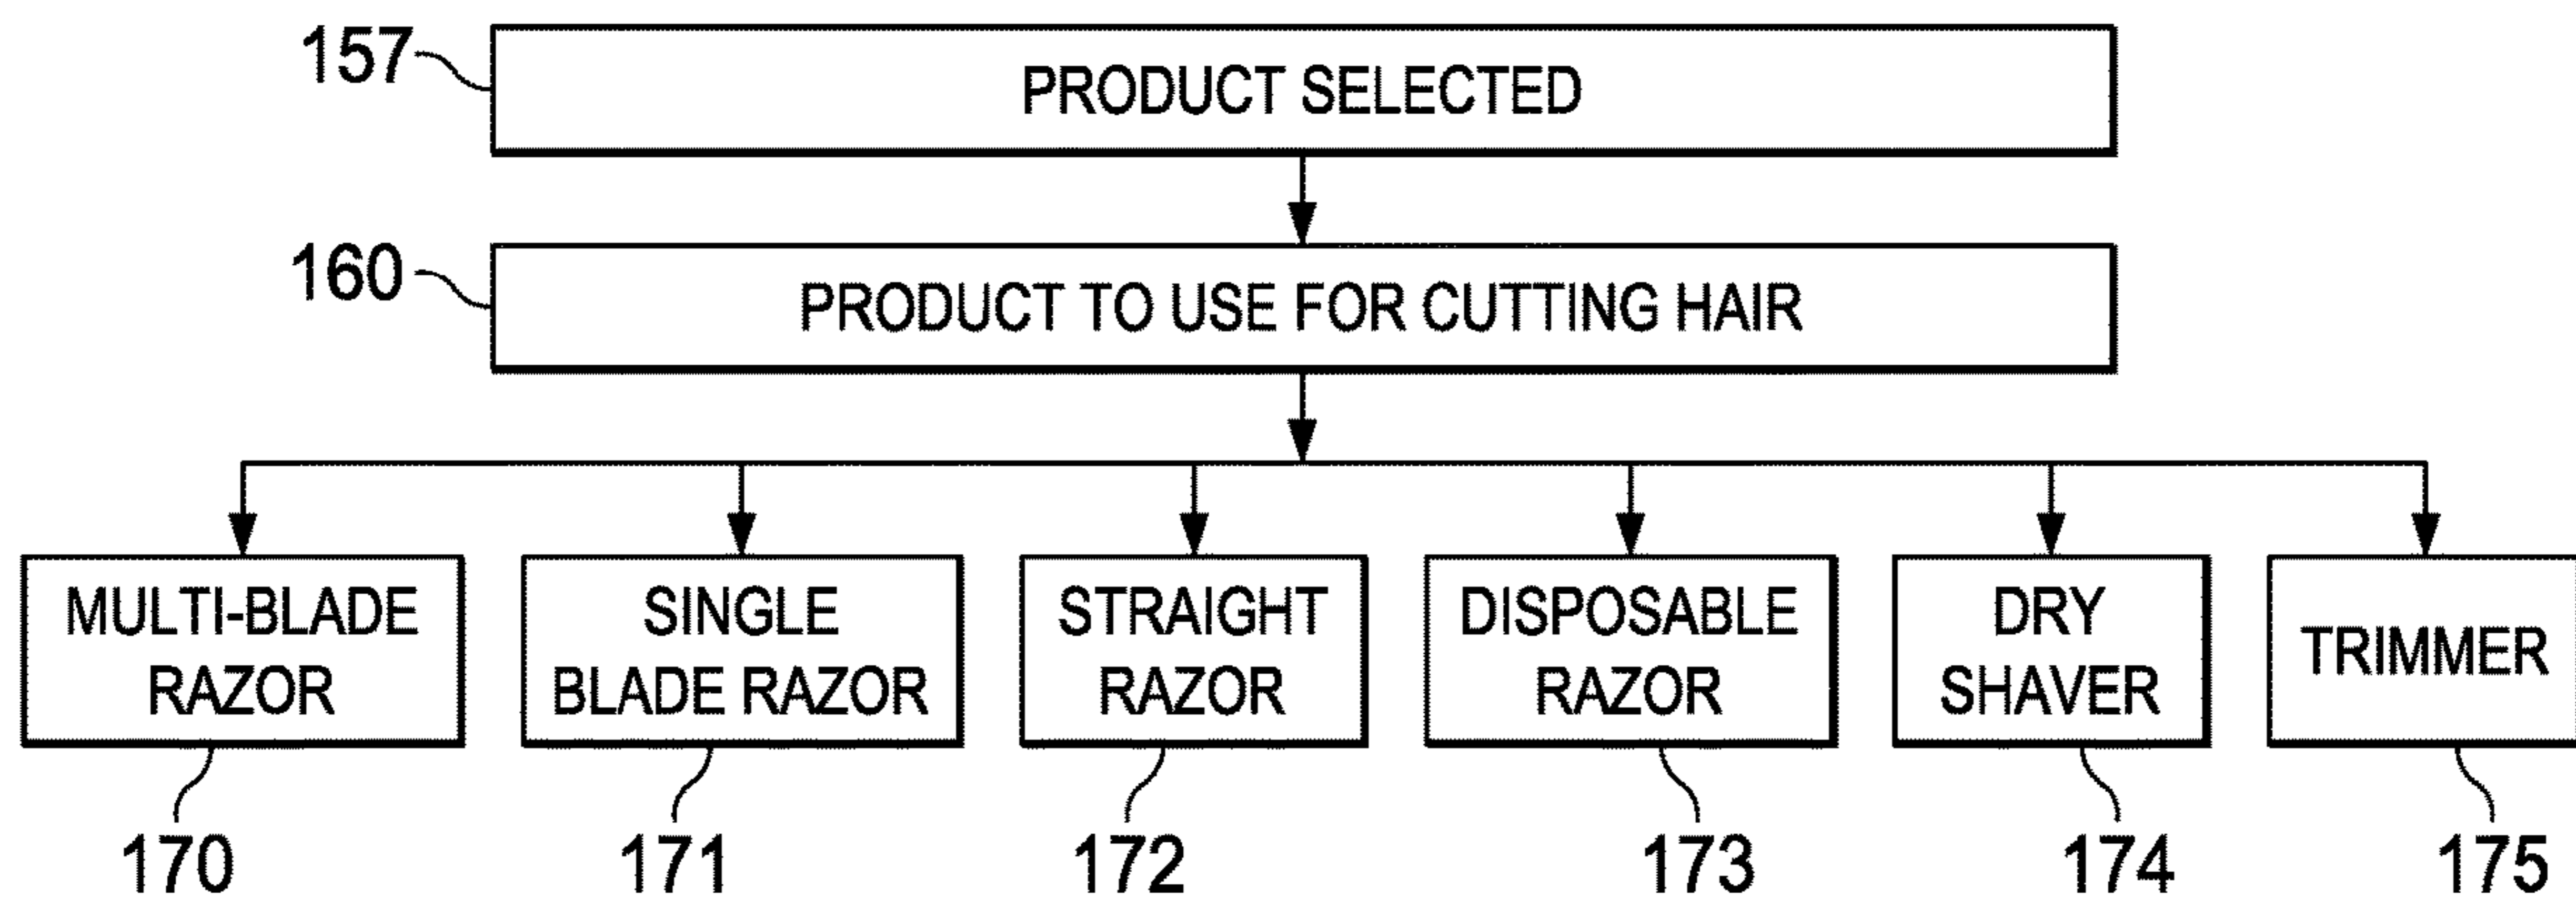 157
PRODUCT SELECTED
160
PRODUCT TO USE FOR CUTTING HAIR
MULTI-BLADE
RAZOR
SINGLE
BLADE RAZOR
STRAIGHT
RAZOR
DISPOSABLE
RAZOR
DRY
SHAVER
TRIMMER
170
171
172
173
174
175